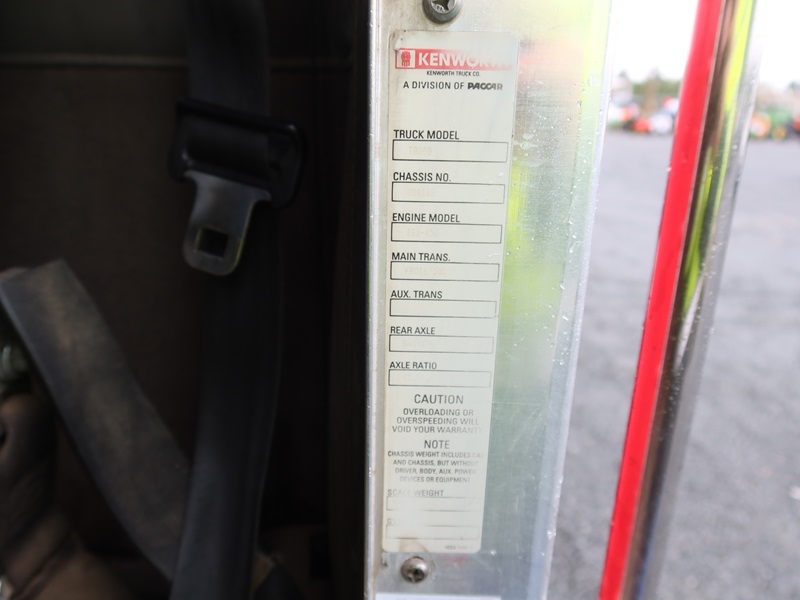 KENWORTH
KENWORTH TRUCK CO.
A DIVISION OF PACCAR
TRUCK MODEL
CHASSIS NO.
ENGINE MODEL
MAIN TRANS.
AUX. TRANS
REAR AXLE
AXLE RATIO
CAUTION
OVERLOADING OR
OVERSPEEDING WILL
VOID YOUR WARRANTY
NOTE
CHASSIS WEIGHT INCLUDES CAB
AND CHASSIS, BUT WITHOUT
DRIVER, BODY, AUX. POWER
DEVICES OR EQUIPMENT
SCALE WEIGHT